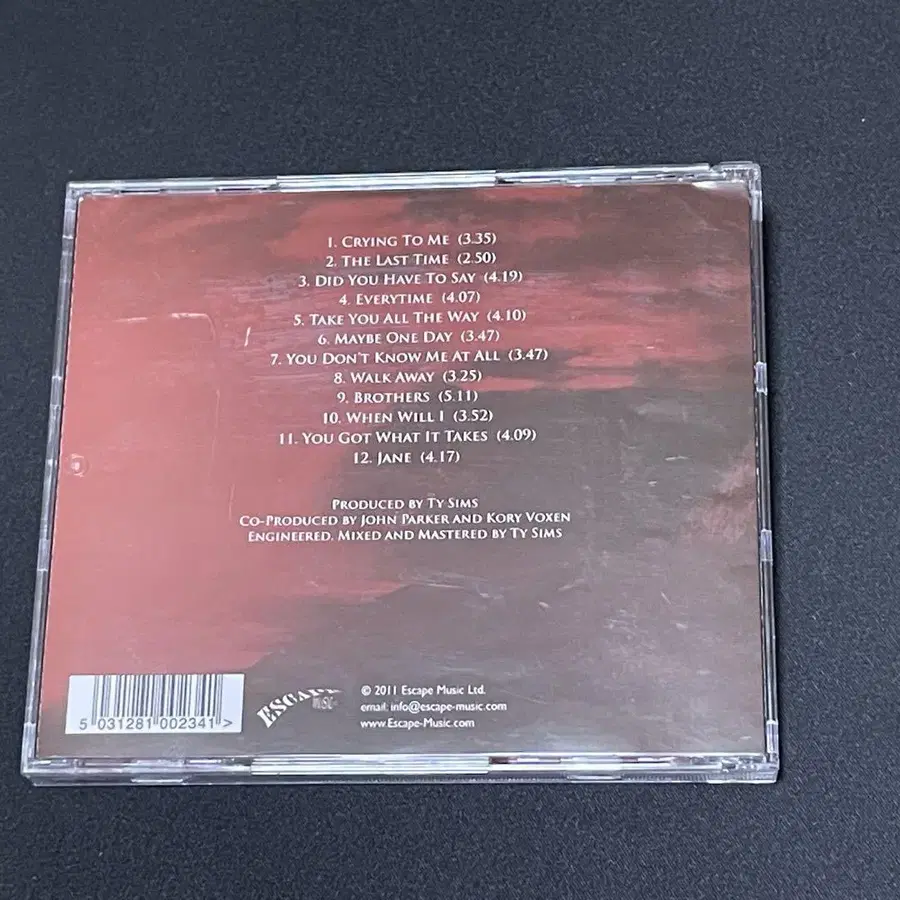 1. Crying To Me (3.35)
2. The Last Time (2.50)
3. Did You Have To Say (4.19)
4. Everytime (4.07)
5. Take You All The Way (4.10)
6. Maybe One Day (3.47)
7. You Don't Know Me At All (3.47)
8. Walk Away (3.25)
9. Brothers (5.11)
10. When Will I (3.52)
11. You Got What It Takes (4.09)
12. Jane (4.17)
Produced by Ty Sims
Co-Produced by John Parker and Kory Voxen
Engineered, Mixed and Mastered by Ty Sims
5 031281 002341 >
ESCAPE
MUSIC
© 2011 Escape Music Ltd.
email: info@escape-music.com
www.Escape-Music.com